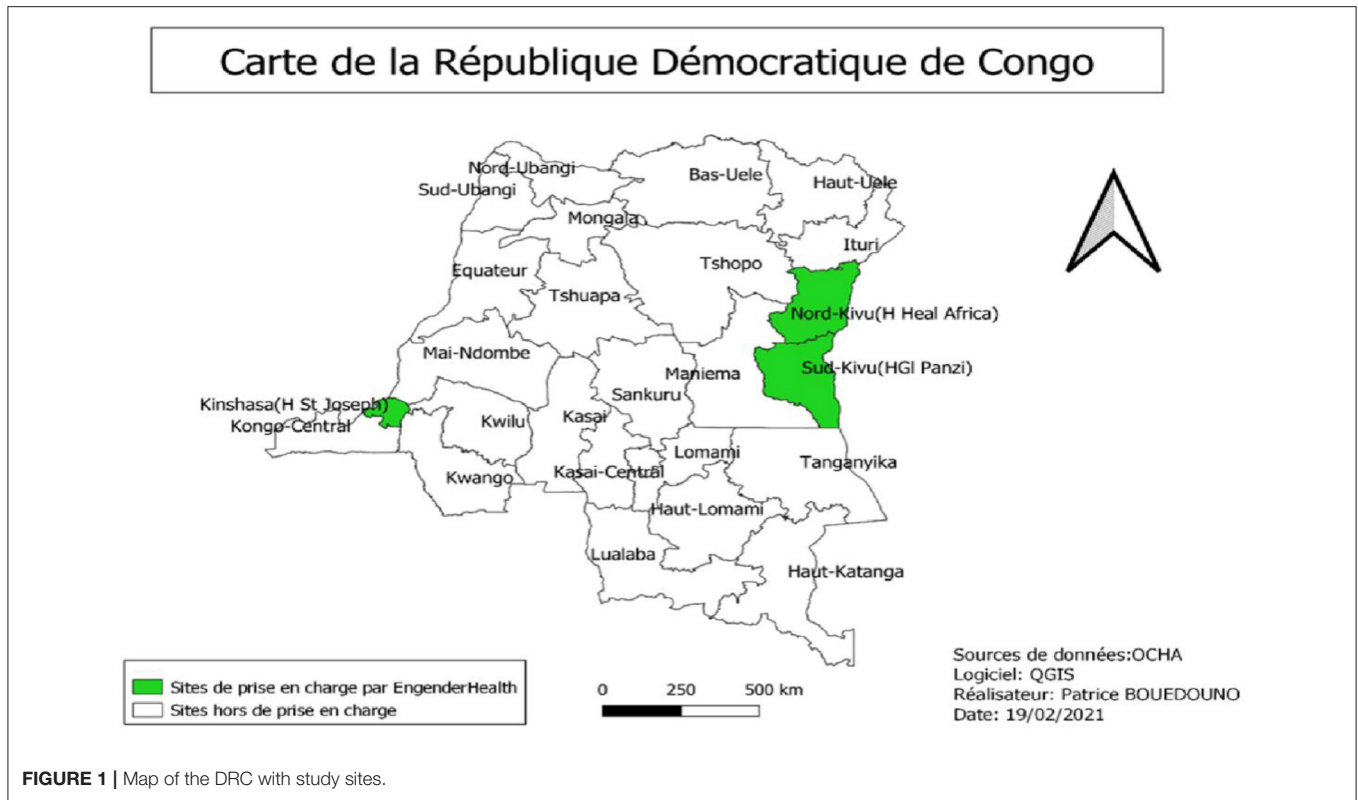 Carte de la République Démocratique de Congo
Nord-Ubangi
Bas-Uele
Haut-Uele
Sud-Ubangi
Mongala
Ituri
Tshopo
Equateur
Tshuapa
Nord-Kivu(H Heal Africa)
Mai-Ndombe
Sud-Kivu(HGl Panzi)
Maniema
Sankuru
Kinshasa(H St Joseph)
Kasai
Kwilu
Kongo-Central
Lomami
Tanganyika
Kasai-Central
Kwango
Haut-Lomami
Lualaba
Haut-Katanga
Sites de prise en charge par EngenderHealth
Sites hors de prise en charge
0 250 500 km
Sources de données:OCHA
Logiciel: QGIS
Réalisateur: Patrice BOUEDOUNO
Date: 19/02/2021
FIGURE 1 | Map of the DRC with study sites.